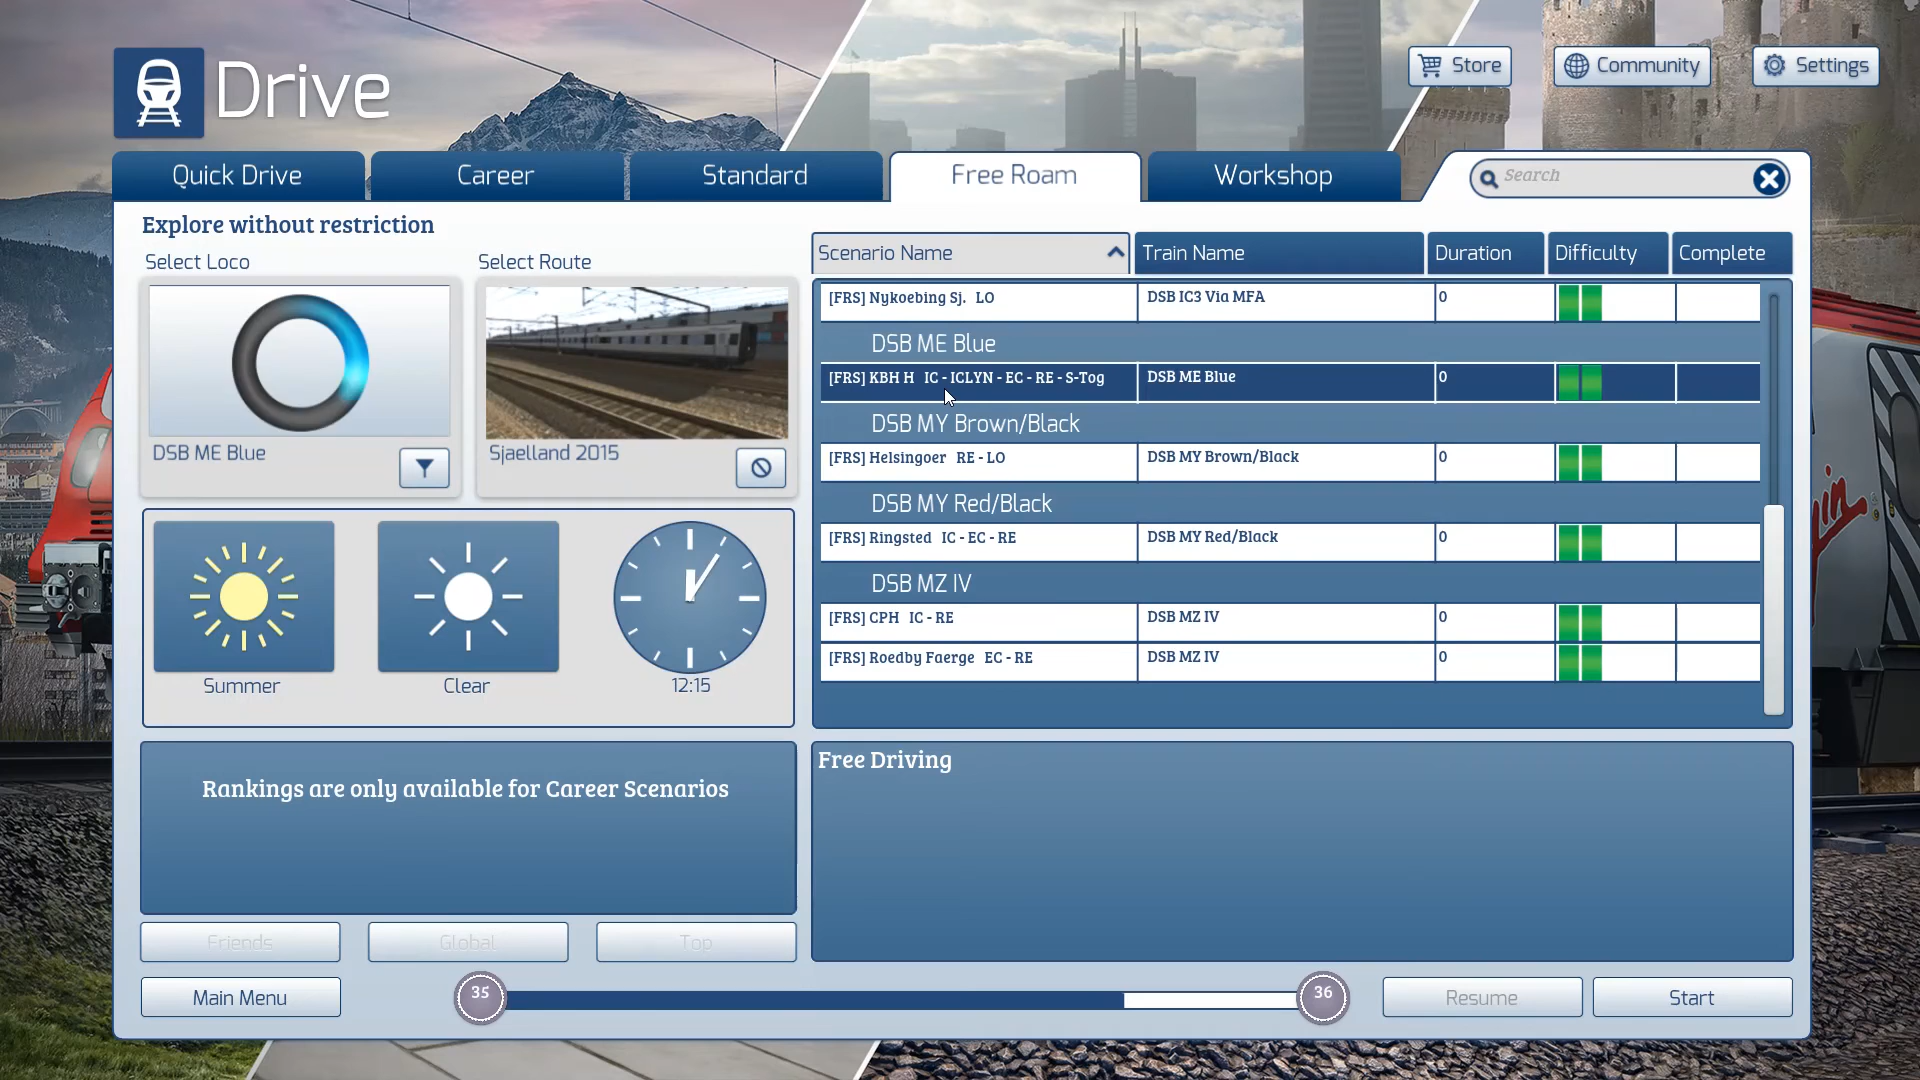 Drive
Store
Community
Settings
Quick Drive
Career
Standard
Free Roam
Workshop
Search
Explore without restriction
Select Loco
Select Route
DSB ME Blue
Sjaelland 2015
Summer
Clear
12:15
Scenario Name
Train Name
Duration
Difficulty
Complete
[FRS] Nykoebing Sj. LO
DSB IC3 Via MFA
0
DSB ME Blue
[FRS] KBH H IC - ICLYN - EC - RE - S-Tog
DSB ME Blue
0
DSB MY Brown/Black
[FRS] Helsingoer RE - LO
DSB MY Brown/Black
0
DSB MY Red/Black
[FRS] Ringsted IC - EC - RE
DSB MY Red/Black
0
DSB MZ IV
[FRS] CPH IC - RE
DSB MZ IV
0
[FRS] Roedby Faerge EC - RE
DSB MZ IV
0
Rankings are only available for Career Scenarios
Free Driving
Friends
Global
Top
Main Menu
35
36
Resume
Start